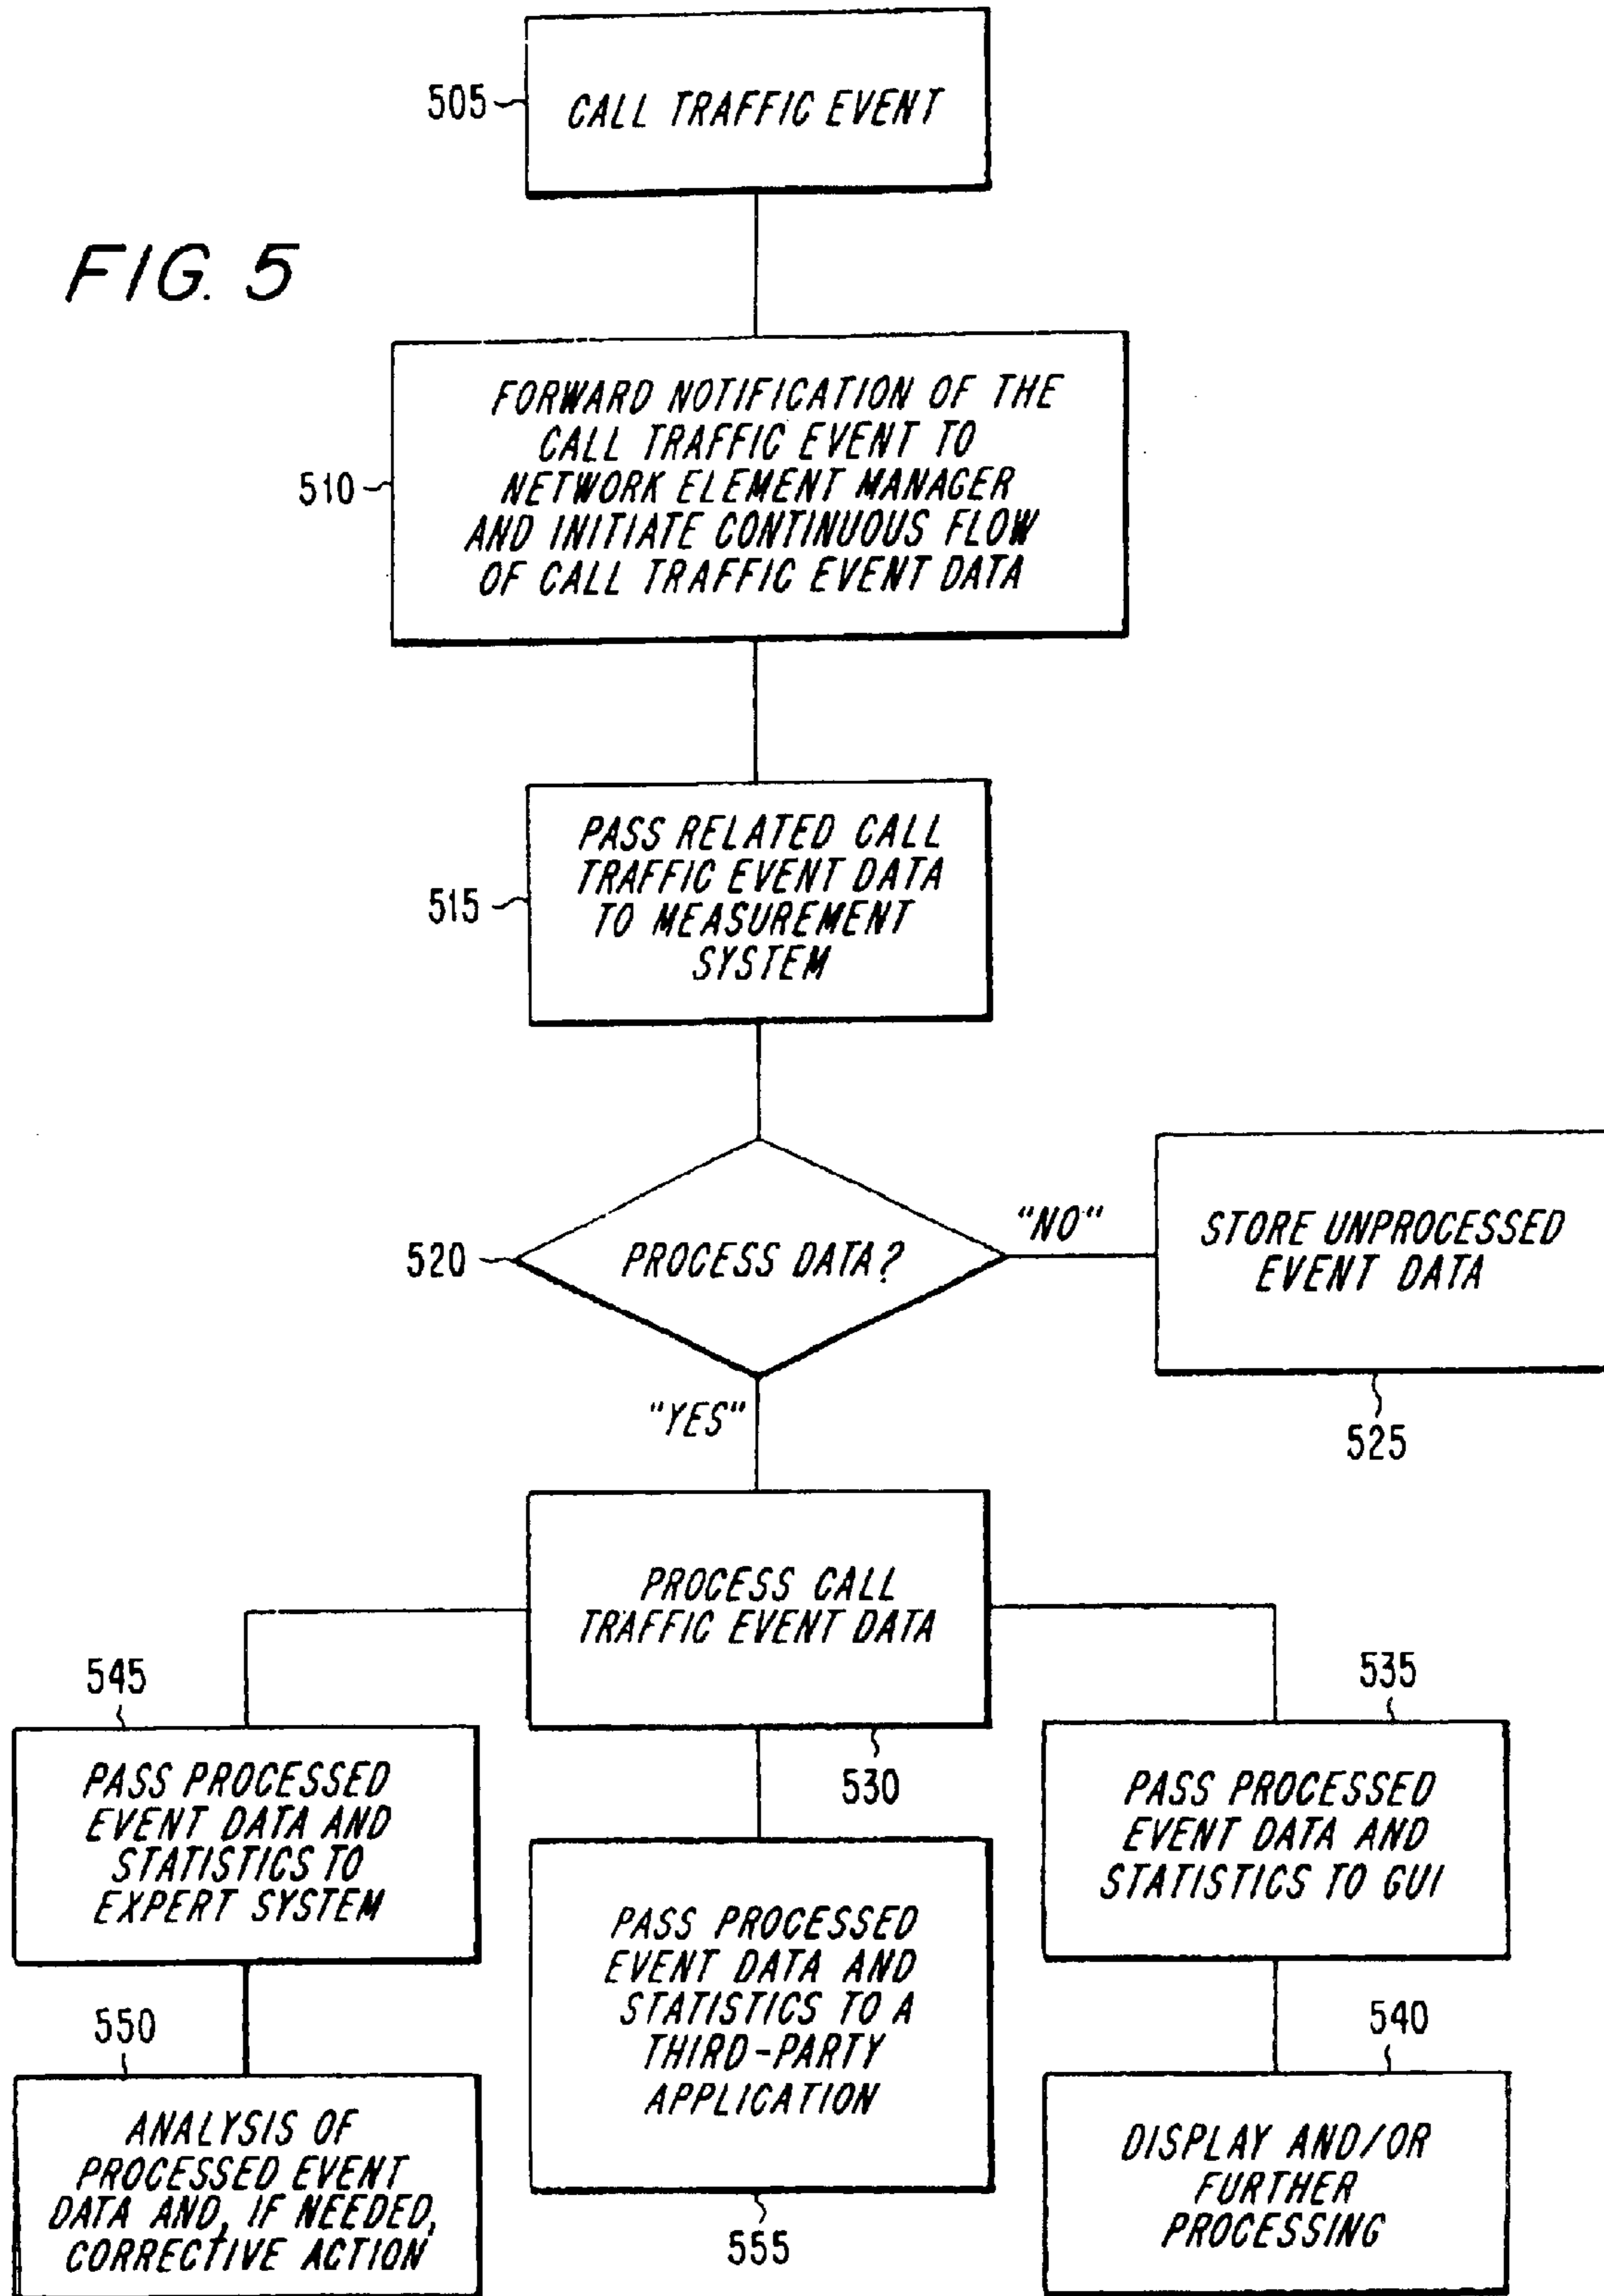 505
CALL TRAFFIC EVENT
FIG. 5
FORWARD NOTIFICATION OF THE
CALL TRAFFIC EVENT TO
510
NETWORK ELEMENT MANAGER
AND INITIATE CONTINUOUS FLOW
OF CALL TRAFFIC EVENT DATA
PASS RELATED CALL
TRAFFIC EVENT DATA
515
TO MEASUREMENT
SYSTEM
520
PROCESS DATA?
"NO"
STORE UNPROCESSED
EVENT DATA
525
"YES"
PROCESS CALL
TRAFFIC EVENT DATA
530
545
PASS PROCESSED
EVENT DATA AND
STATISTICS TO
EXPERT SYSTEM
535
PASS PROCESSED
EVENT DATA AND
STATISTICS TO GUI
PASS PROCESSED
EVENT DATA AND
STATISTICS TO A
THIRD-PARTY
APPLICATION
555
550
ANALYSIS OF
PROCESSED EVENT
DATA AND, IF NEEDED,
CORRECTIVE ACTION
540
DISPLAY AND/OR
FURTHER
PROCESSING